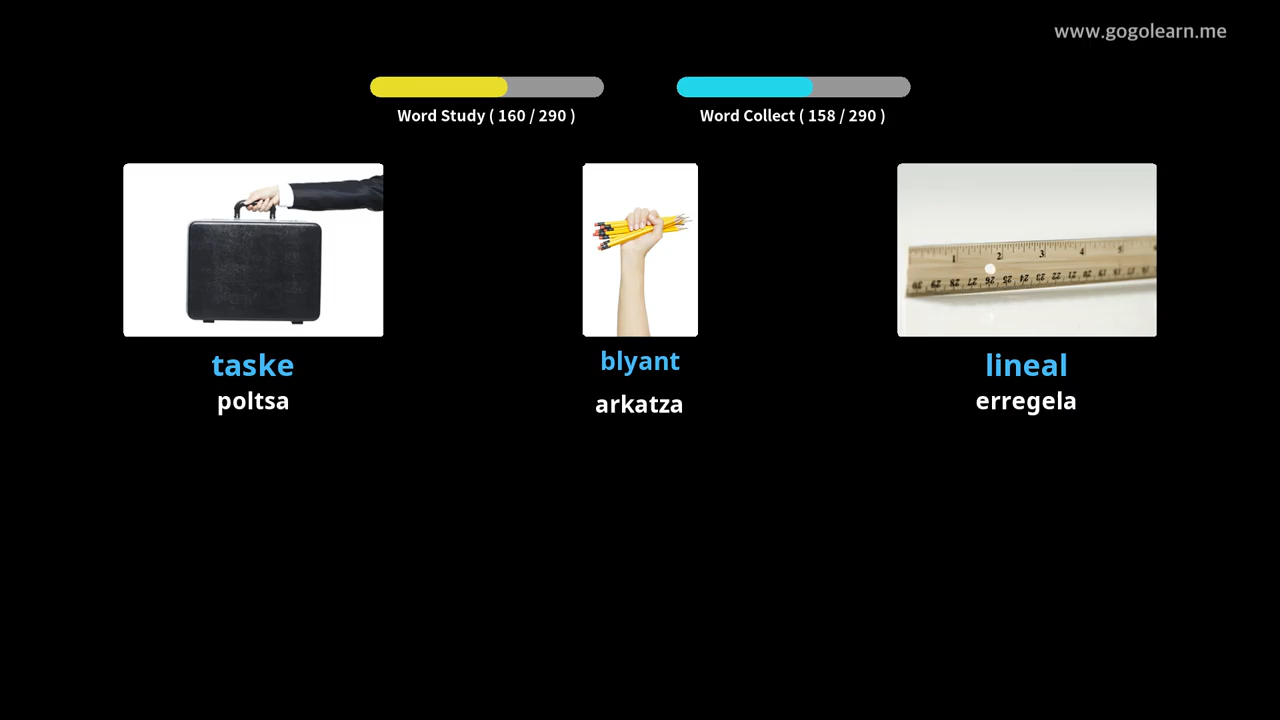 www.gogolearn.me
Word Study ( 160 / 290 )
Word Collect ( 158 / 290 )
taske
poltsa
blyant
arkatza
lineal
erregela